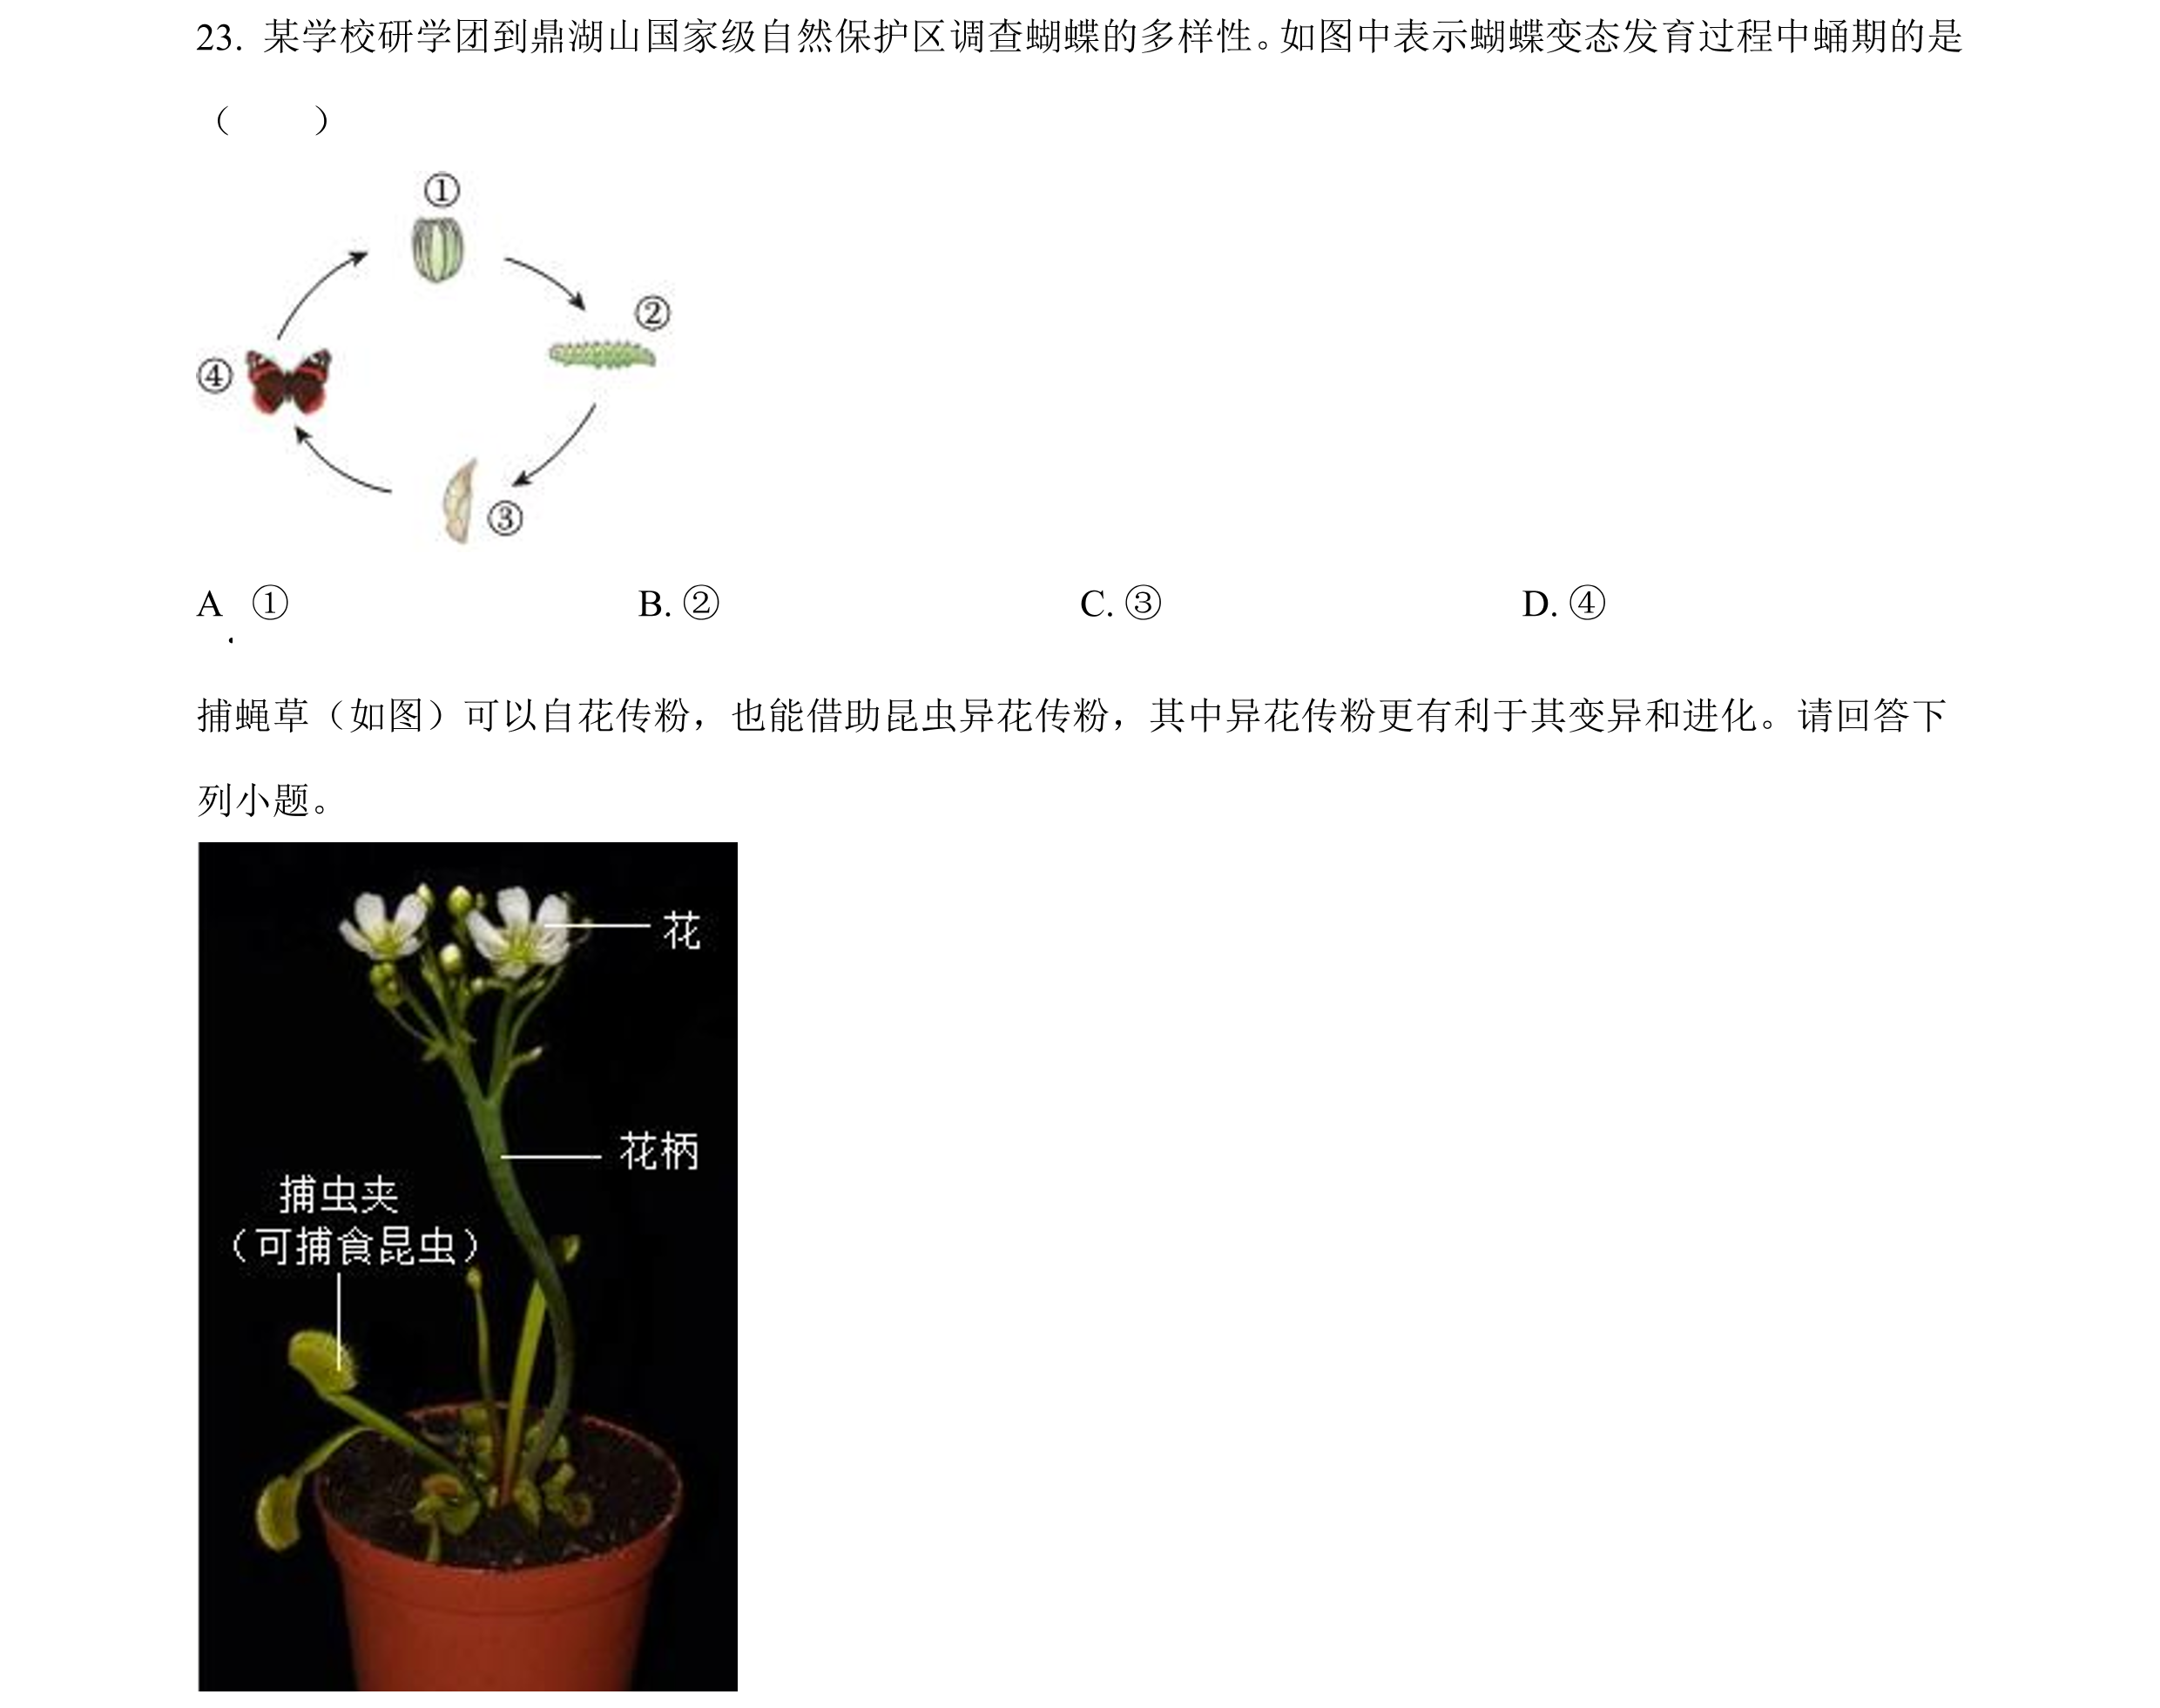 23. 某学校研学团到鼎湖山国家级自然保护区调查蝴蝶的多样性。如图中表示蝴蝶变态发育过程中蛹期的是
（　　）
①
②
④
③
A. ①　B. ②　C. ③　D. ④
捕蝇草（如图）可以自花传粉，也能借助昆虫异花传粉，其中异花传粉更有利于其变异和进化。请回答下
列小题。
花
花柄
捕虫夹
（可捕食昆虫）